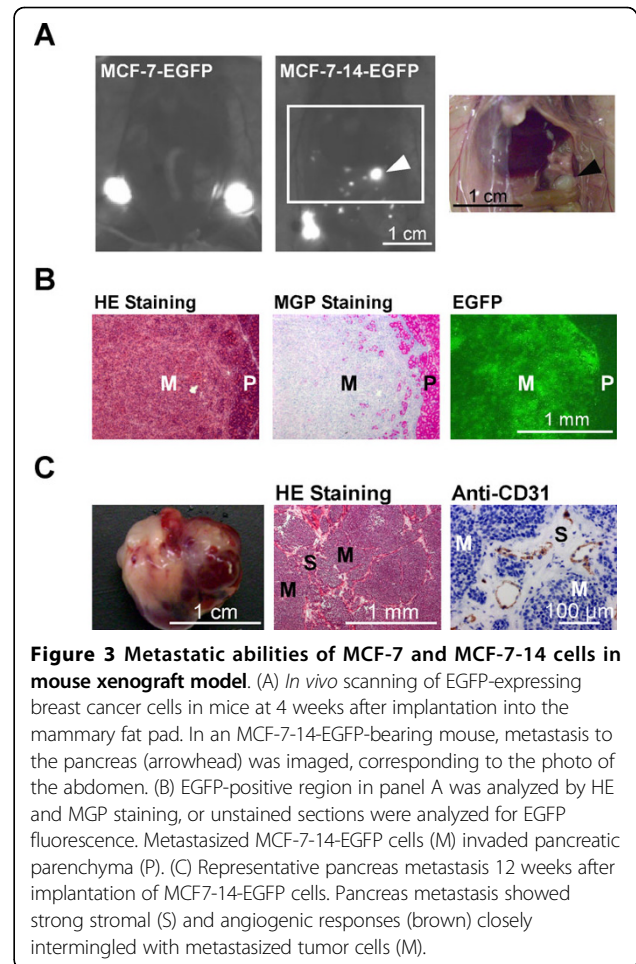 A
MCF-7-EGFP
MCF-7-14-EGFP
1 cm
1 cm
B
HE Staining
MGP Staining
EGFP
M
P
M
P
M
P
1 mm
C
HE Staining
Anti-CD31
1 cm
S
M
M
1 mm
M
S
M
100 µm
Figure 3 Metastatic abilities of MCF-7 and MCF-7-14 cells in
mouse xenograft model. (A) In vivo scanning of EGFP-expressing
breast cancer cells in mice at 4 weeks after implantation into the
mammary fat pad. In an MCF-7-14-EGFP-bearing mouse, metastasis to
the pancreas (arrowhead) was imaged, corresponding to the photo of
the abdomen. (B) EGFP-positive region in panel A was analyzed by HE
and MGP staining, or unstained sections were analyzed for EGFP
fluorescence. Metastasized MCF-7-14-EGFP cells (M) invaded pancreatic
parenchyma (P). (C) Representative pancreas metastasis 12 weeks after
implantation of MCF7-14-EGFP cells. Pancreas metastasis showed
strong stromal (S) and angiogenic responses (brown) closely
intermingled with metastasized tumor cells (M).